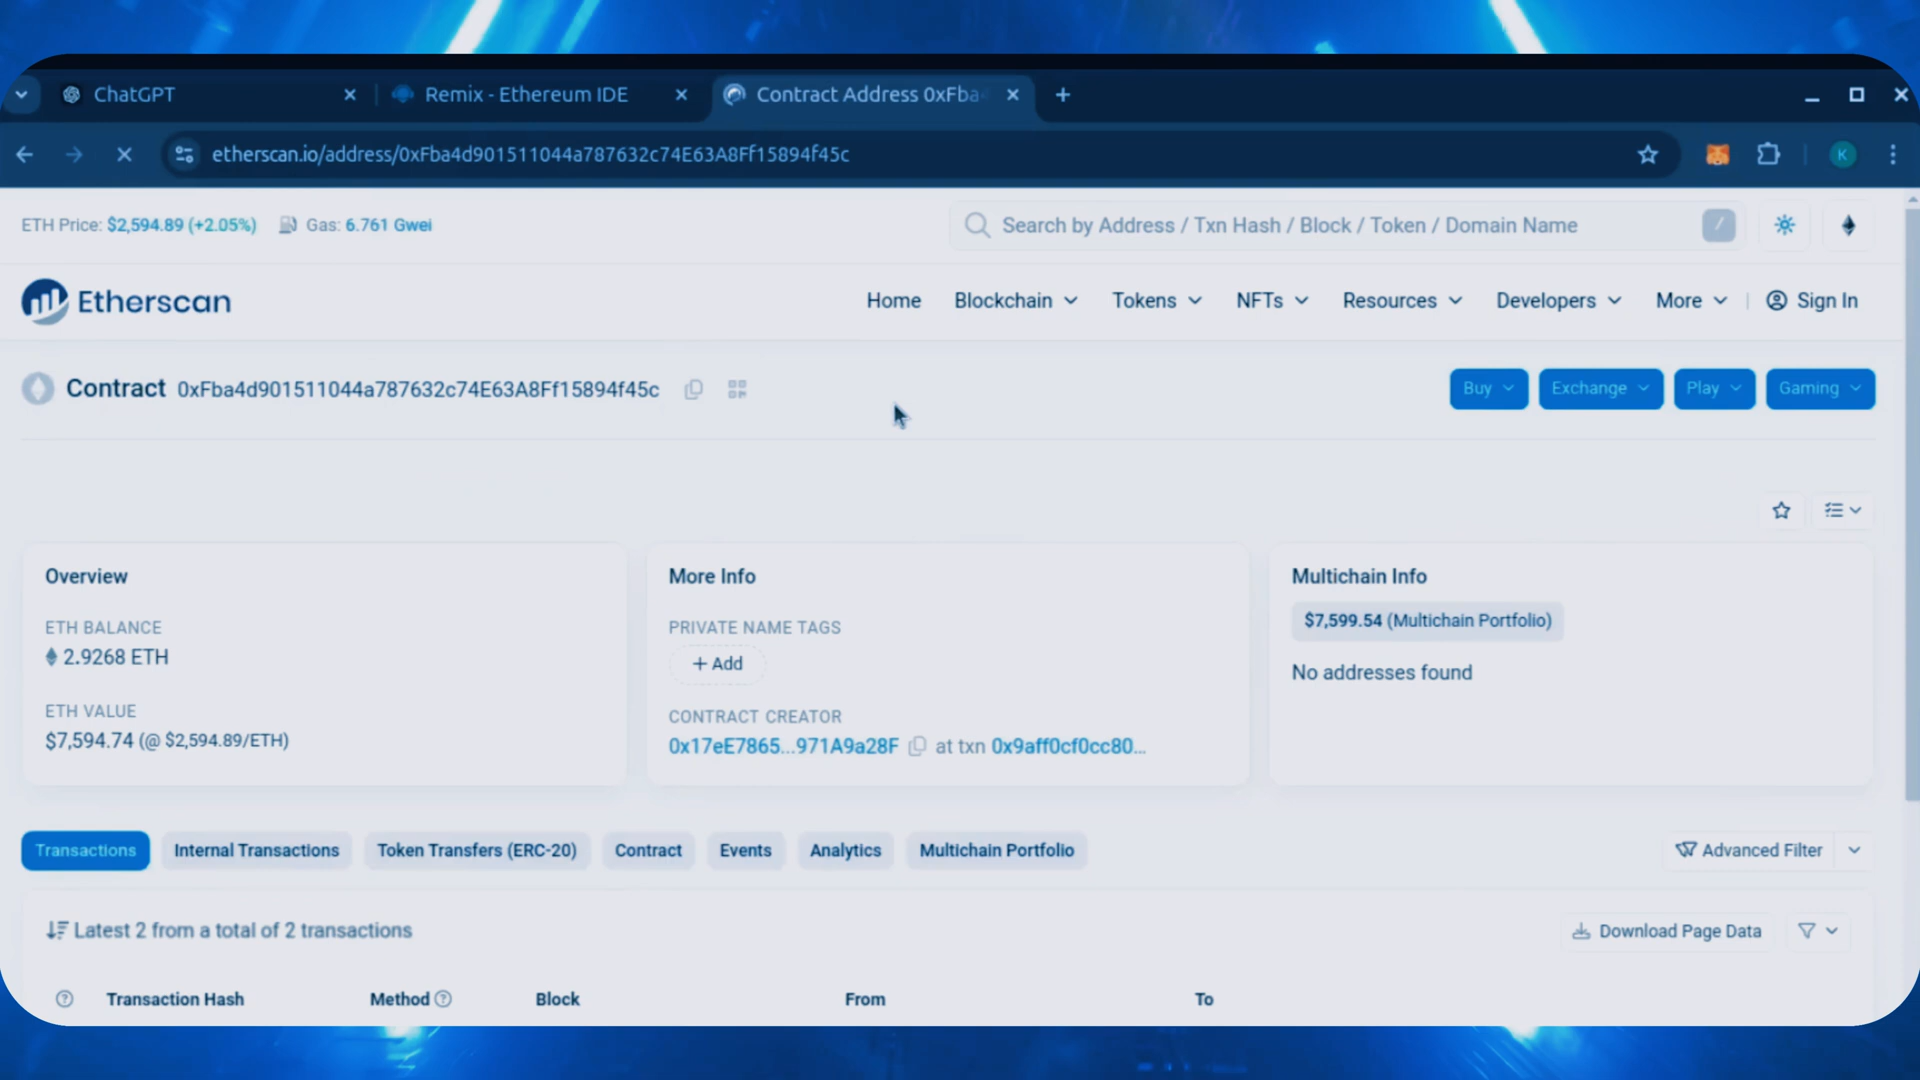 ChatGPT
Remix - Ethereum IDE
Contract Address 0xFba4
etherscan.io/address/0xFba4d901511044a787632c74E63A8Ff15894f45c
K
ETH Price: $2,594.89 (+2.05%) Gas: 6.761 Gwei
Search by Address / Txn Hash / Block / Token / Domain Name
/
Etherscan
Home Blockchain Tokens NFTs Resources Developers More Sign In
Contract 0xFba4d901511044a787632c74E63A8Ff15894f45c
Buy Exchange Play Gaming
Overview
ETH BALANCE
2.9268 ETH
ETH VALUE
$7,594.74 (@ $2,594.89/ETH)
More Info
PRIVATE NAME TAGS
+ Add
CONTRACT CREATOR
0x17eE7865...971A9a28F at txn 0x9aff0cf0cc80...
Multichain Info
$7,599.54 (Multichain Portfolio)
No addresses found
Transactions Internal Transactions Token Transfers (ERC-20) Contract Events Analytics Multichain Portfolio
Advanced Filter
Latest 2 from a total of 2 transactions
Download Page Data
Transaction Hash Method Block From To